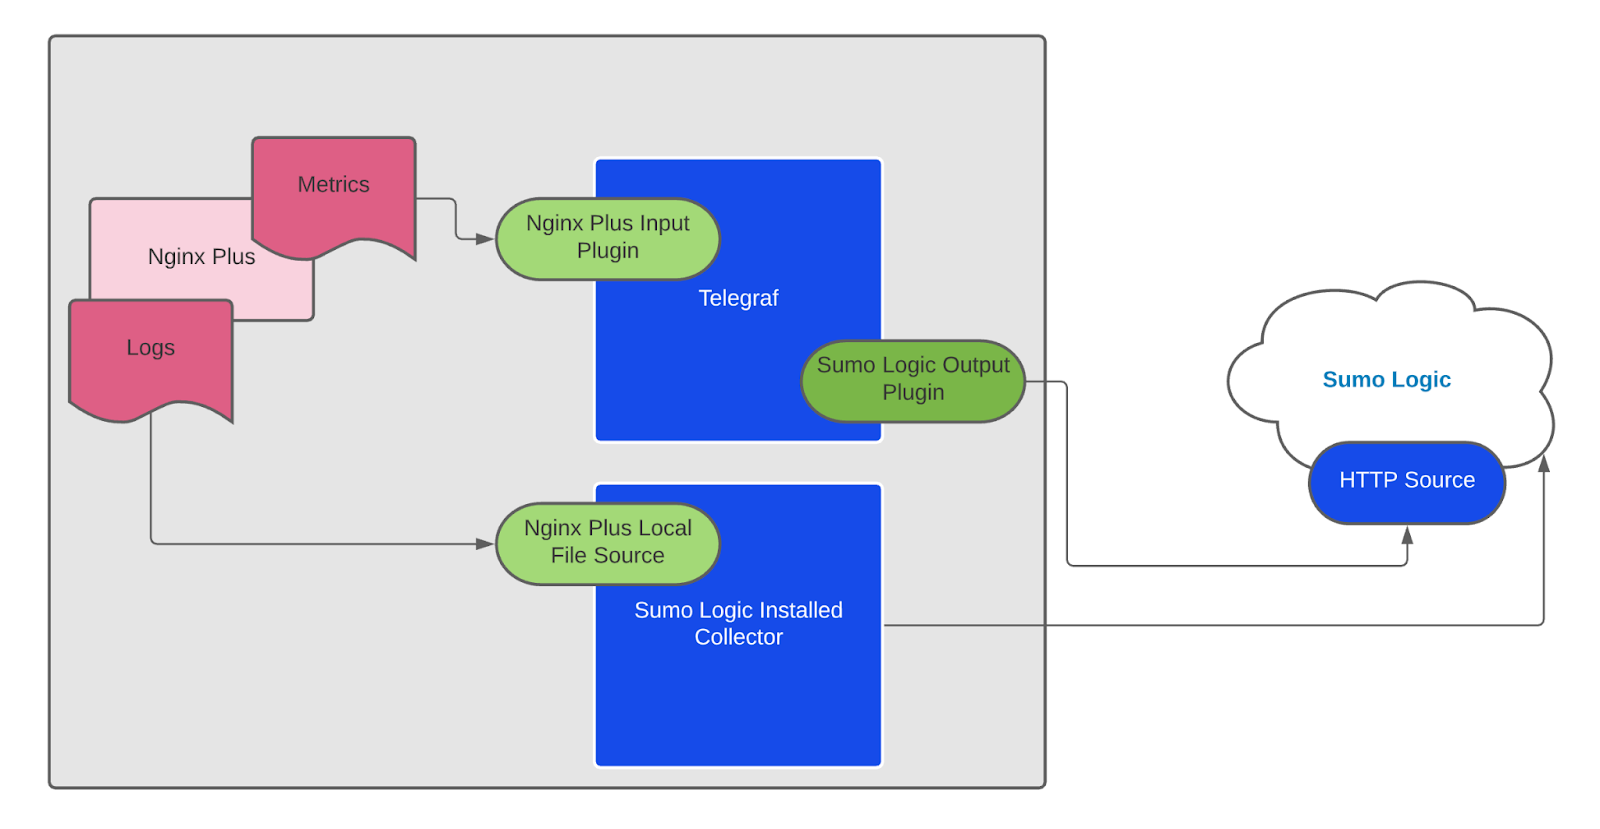 Metrics
Nginx Plus
Logs
Nginx Plus Input
Plugin
Telegraf
Sumo Logic Output
Plugin
Nginx Plus Local
File Source
Sumo Logic Installed
Collector
Sumo Logic
HTTP Source